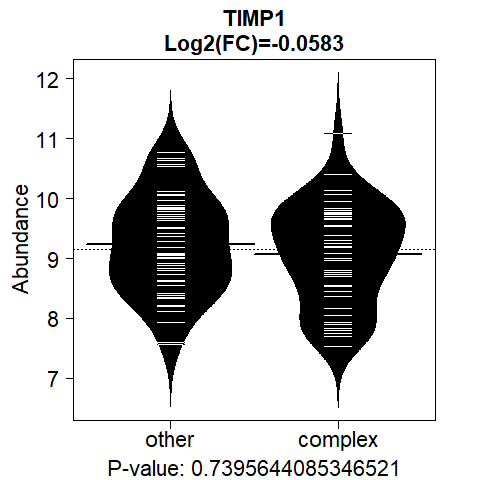 TIMP1
Log2(FC)=-0.0583
Abundance
12
11
10
9
8
7
other complex
P-value: 0.7395644085346521